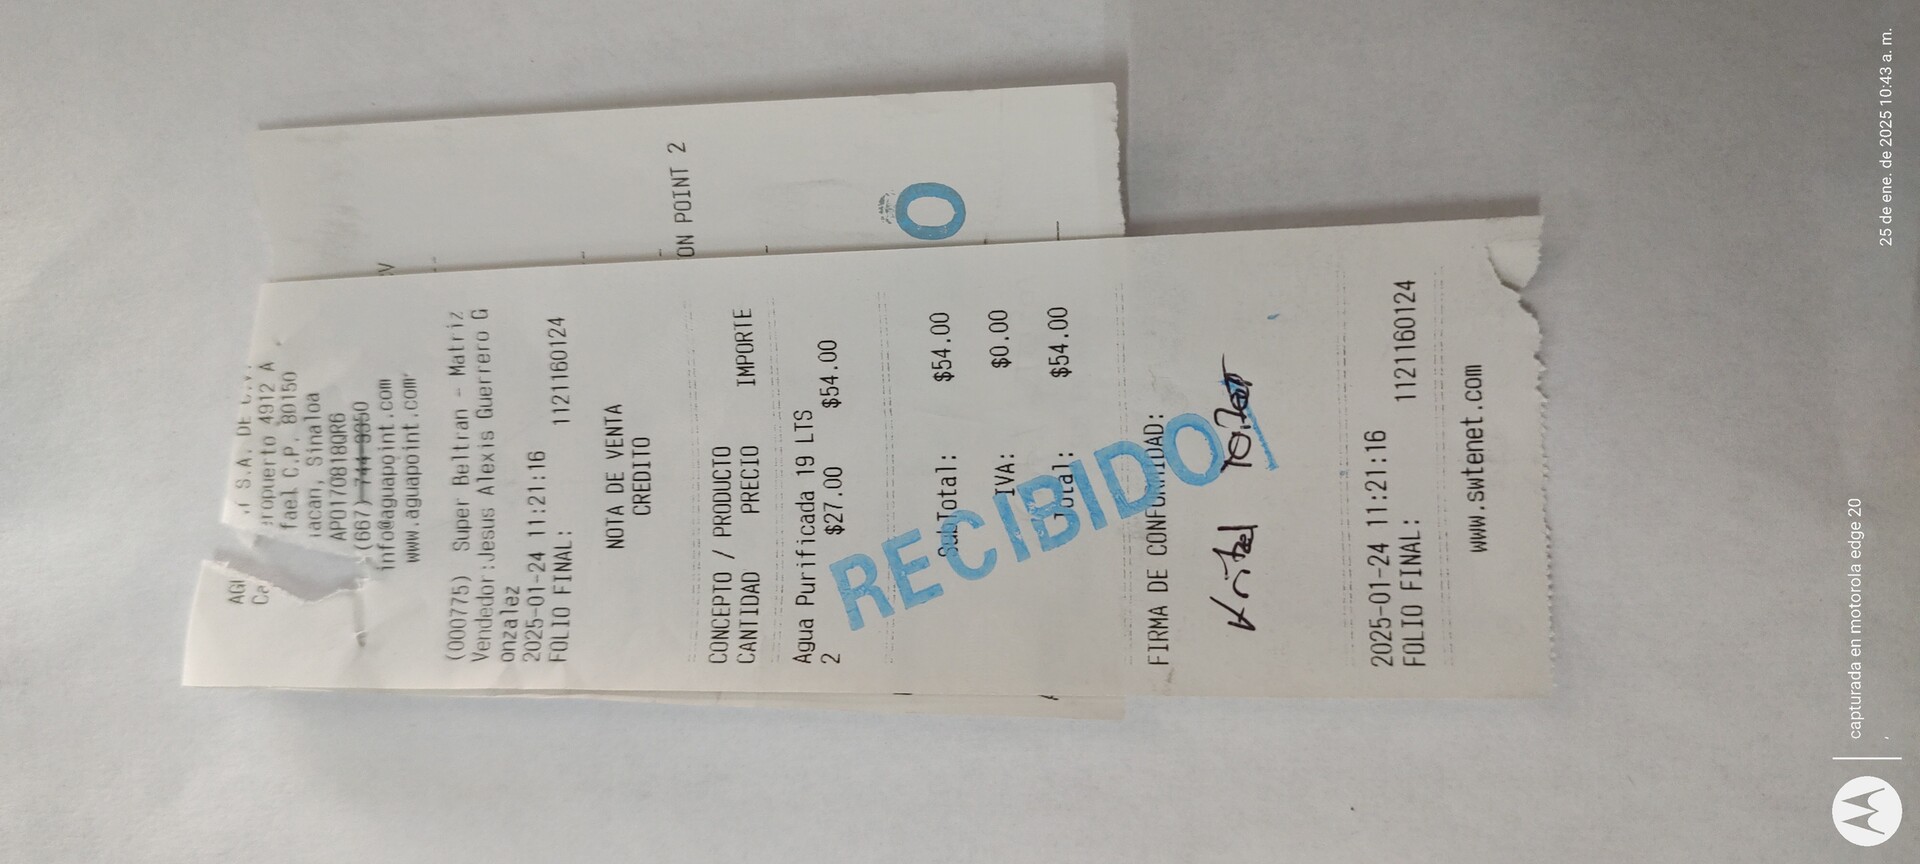 S.A. DE C.V.
eropuerto 4912 A
fael C.P. 80150
iacan, Sinaloa
APO170818QR6
(667) 744 9350
info@aguapoint.com
www.aguapoint.com
(000775) Super Beltran - Matriz
Vendedor:Jesus Alexis Guerrero G
onzalez
2025-01-24 11:21:16
FOLIO FINAL: 1121160124
NOTA DE VENTA
CREDITO
CONCEPTO / PRODUCTO
CANTIDAD PRECIO IMPORTE
Agua Purificada 19 LTS
2 $27.00 $54.00
SubTotal: $54.00
IVA: $0.00
Total: $54.00
RECIBIDO
FIRMA DE CONFORMIDAD:
2025-01-24 11:21:16
FOLIO FINAL: 1121160124
www.swtenet.com
ON POINT 2
O
capturada en motorola edge 20
25 de ene. de 2025 10:43 a. m.